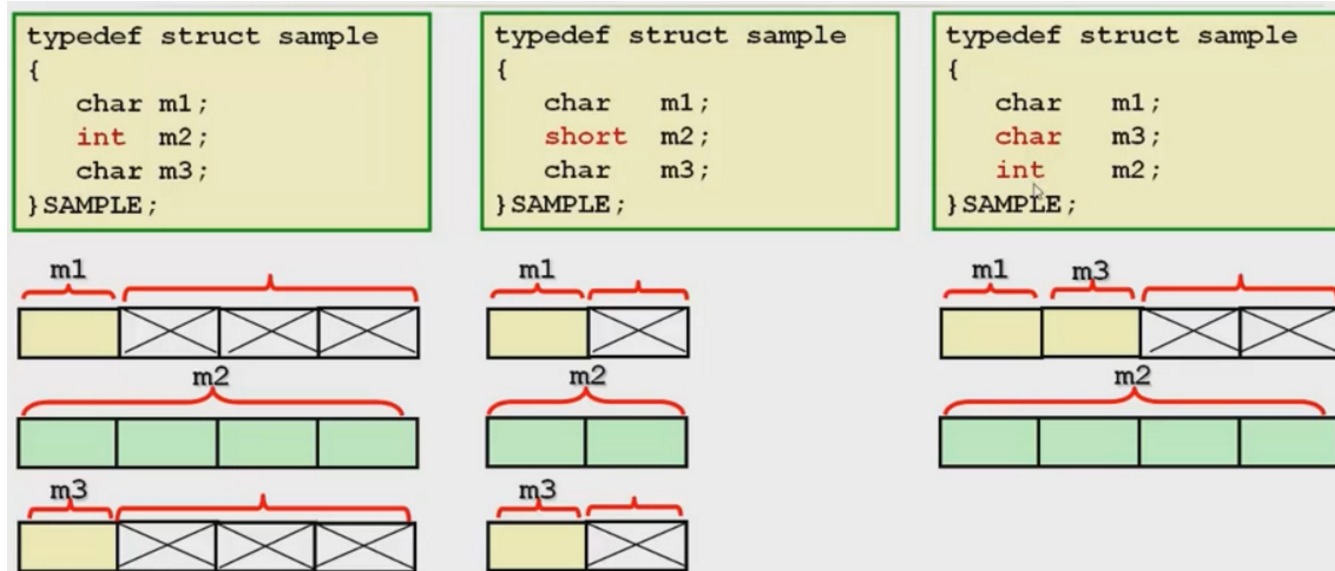 typedef struct sample
{
char m1;
int m2;
char m3;
}SAMPLE;
typedef struct sample
{
char m1;
short m2;
char m3;
}SAMPLE;
typedef struct sample
{
char m1;
char m3;
int m2;
}SAMPLE;
m1
m2
m3
m1
m2
m3
m1 m3
m2